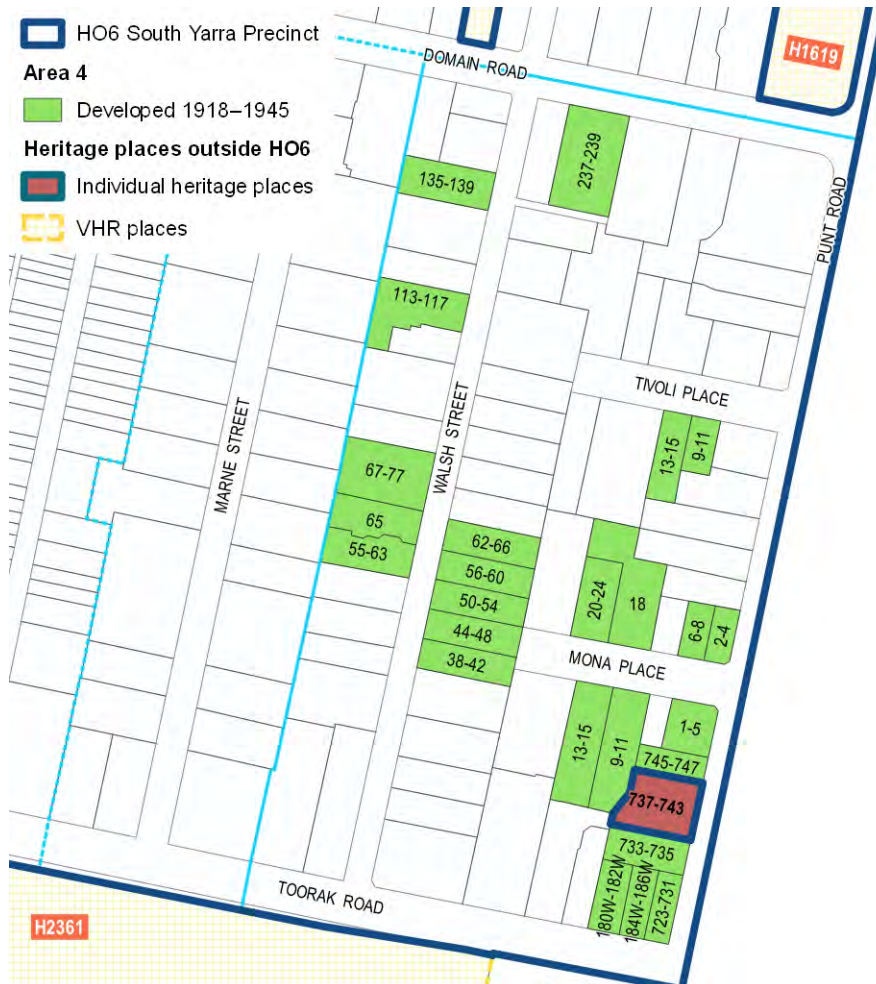 HO6 South Yarra Precinct
Area 4
Developed 1918–1945
Heritage places outside HO6
Individual heritage places
VHR places
H1619
DOMAIN ROAD
PUNT ROAD
237-239
135-139
113-117
TIVOLI PLACE
MARNE STREET
WALSH STREET
13-15
9-11
67-77
65
55-63
62-66
56-60
50-54
44-48
38-42
20-24
18
6-8
2-4
MONA PLACE
13-15
9-11
1-5
745-747
737-743
733-735
180W-182W
184W-186W
723-731
TOORAK ROAD
H2361